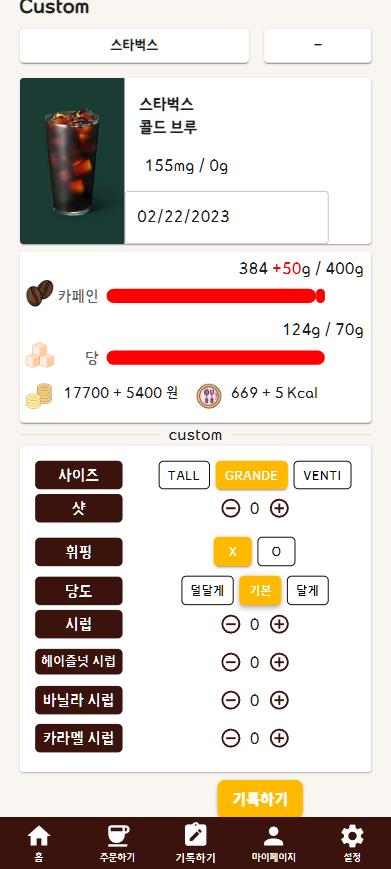 Custom
스타벅스 –
스타벅스
콜드 브루
155mg / 0g
02/22/2023
384 +50g / 400g
카페인
124g / 70g
당
17700 + 5400 원 669 + 5 Kcal
custom
사이즈 TALL GRANDE VENTI
샷 0
휘핑 X O
당도 덜달게 기본 달게
시럽 0
헤이즐넛 시럽 0
바닐라 시럽 0
카라멜 시럽 0
기록하기
홈 주문하기 기록하기 마이페이지 설정